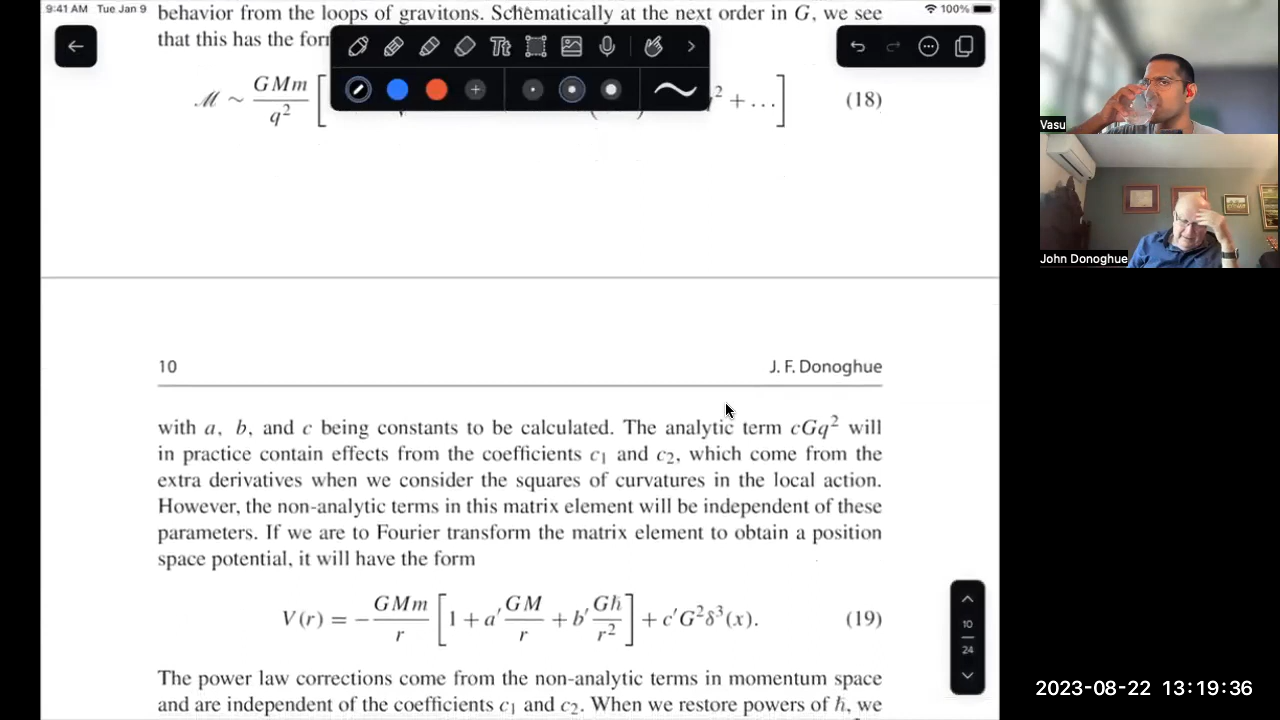 9:41 AM Tue Jan 9
100%
behavior from the loops of gravitons. Schematically at the next order in G, we see
that this has the form
Tt
ℳ ∼ GMm/q² [ ² + ...] (18)
Vasu
John Donoghue
10 J. F. Donoghue
with a, b, and c being constants to be calculated. The analytic term cGq² will
in practice contain effects from the coefficients c₁ and c₂, which come from the
extra derivatives when we consider the squares of curvatures in the local action.
However, the non-analytic terms in this matrix element will be independent of these
parameters. If we are to Fourier transform the matrix element to obtain a position
space potential, it will have the form
V(r) = −GMm/r [1 + a′ GM/r + b′ Għ/r²] + c′G²δ³(x). (19)
10
24
The power law corrections come from the non-analytic terms in momentum space
and are independent of the coefficients c₁ and c₂. When we restore powers of ħ, we
2023-08-22 13:19:36